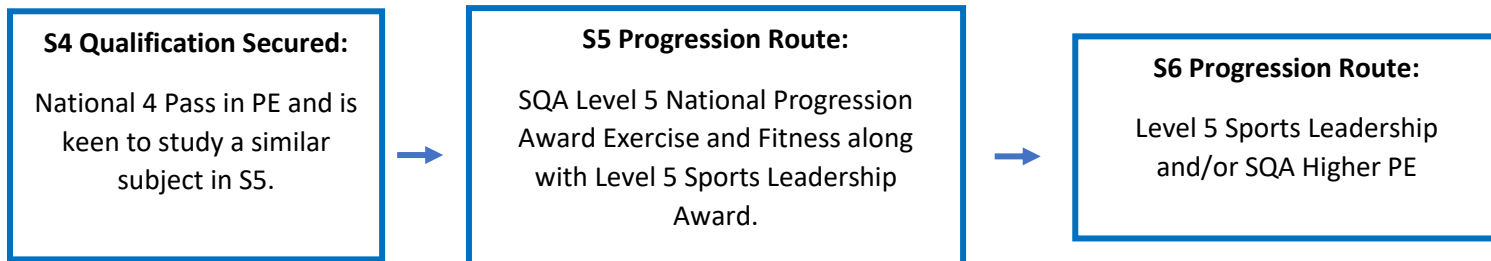 S4 Qualification Secured:
National 4 Pass in PE and is
keen to study a similar
subject in S5.
S5 Progression Route:
SQA Level 5 National Progression
Award Exercise and Fitness along
with Level 5 Sports Leadership
Award.
S6 Progression Route:
Level 5 Sports Leadership
and/or SQA Higher PE